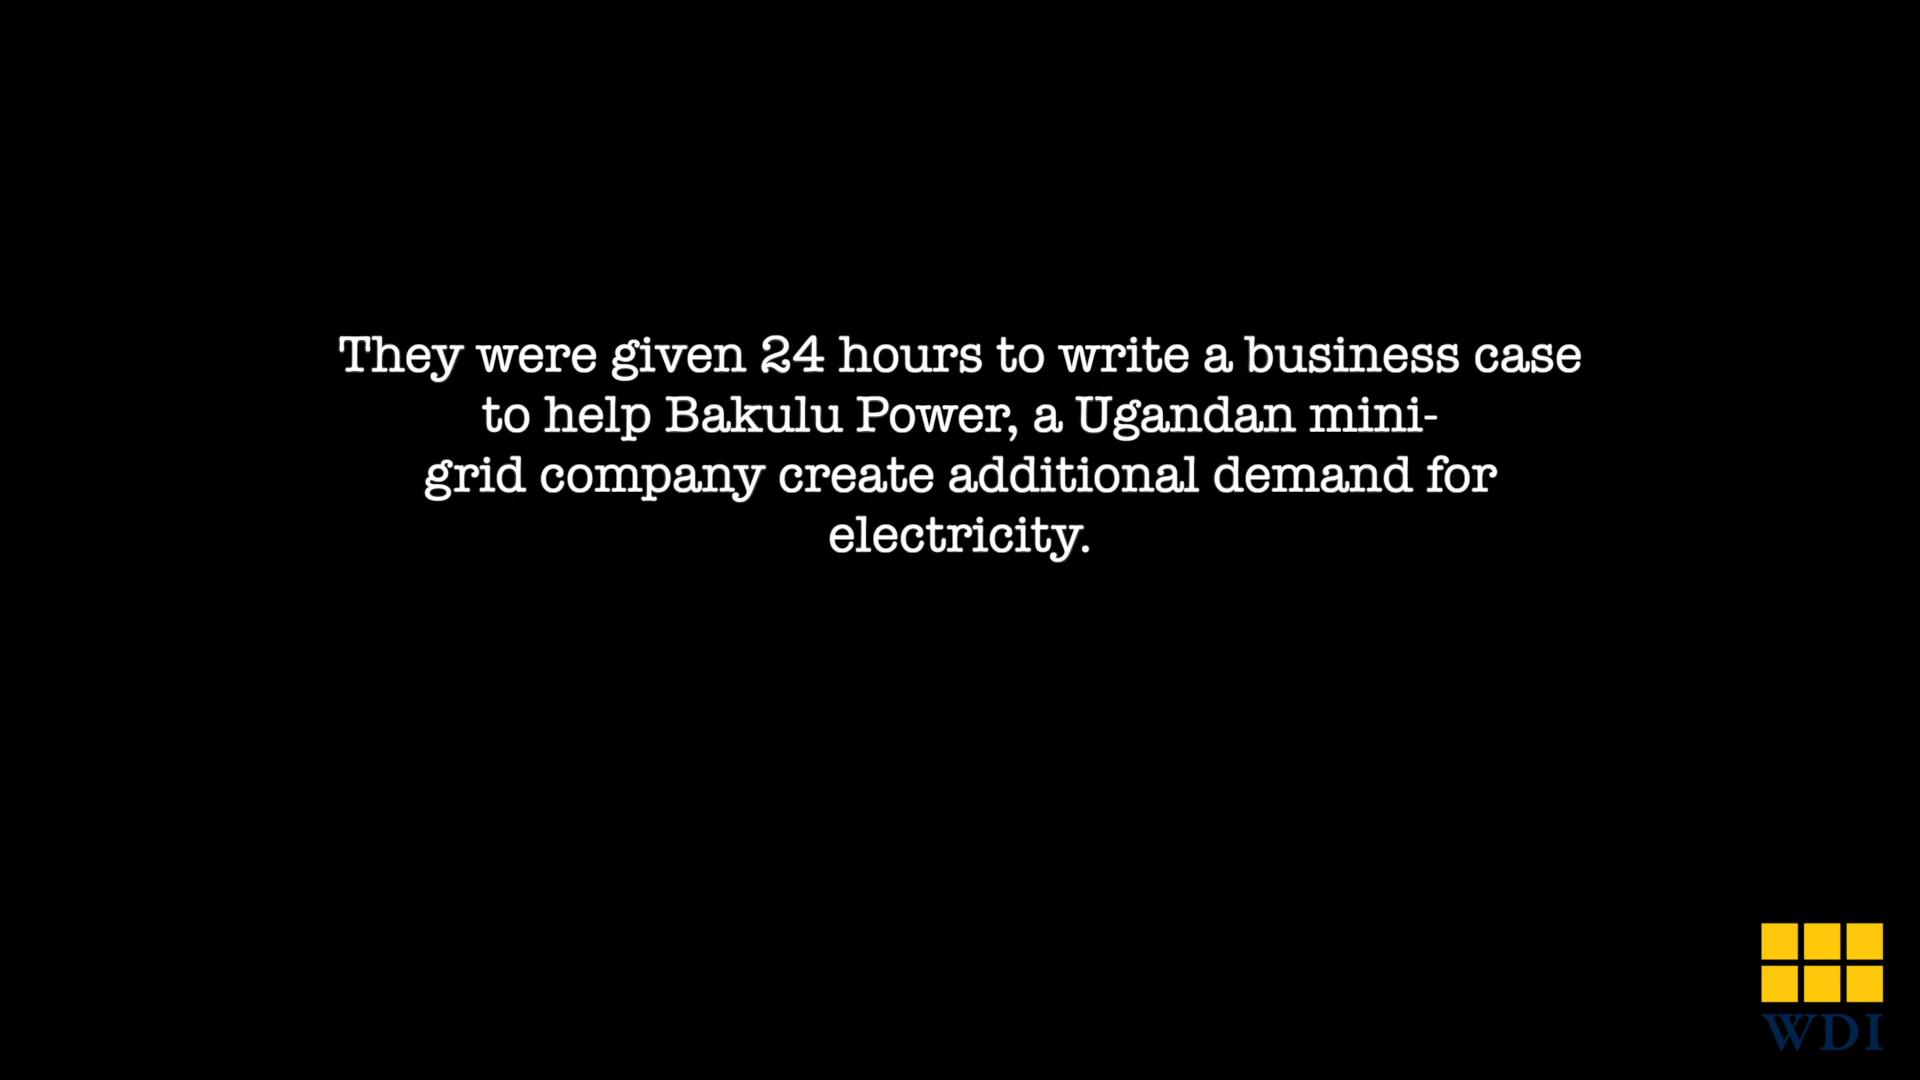 They were given 24 hours to write a business case
to help Bakulu Power, a Ugandan mini-
grid company create additional demand for
electricity.
WDI